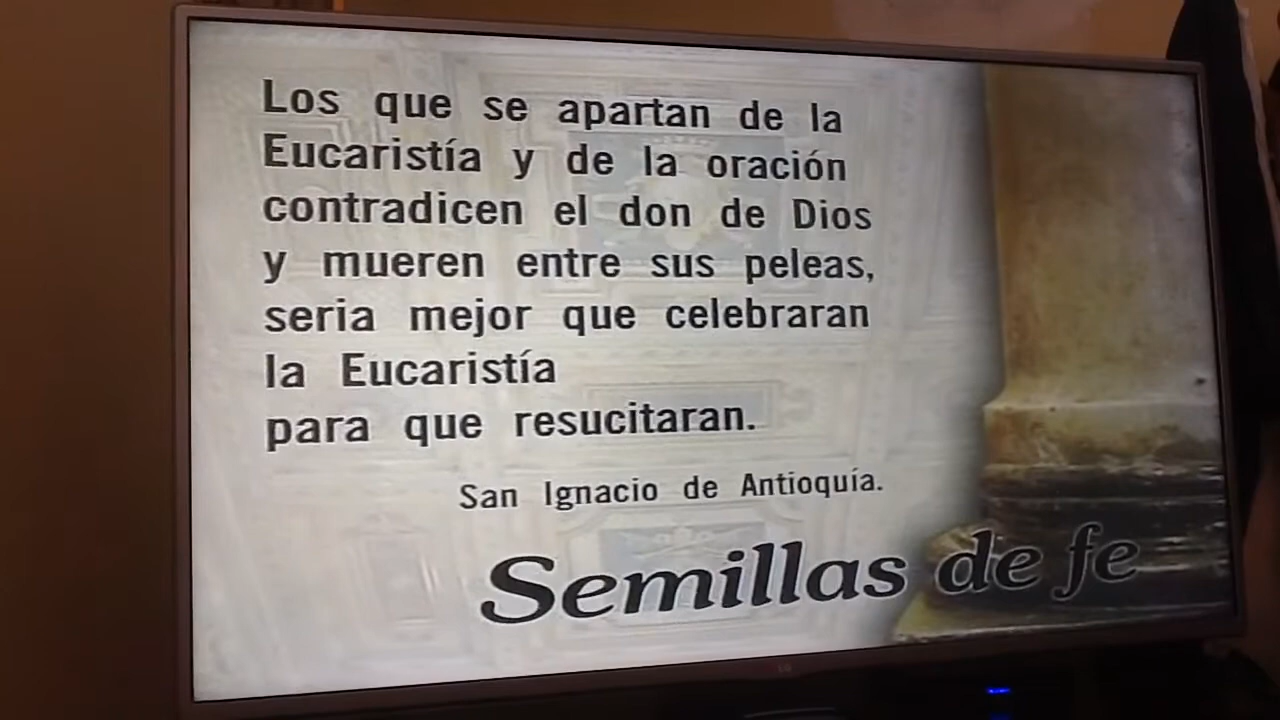 Los que se apartan de la
Eucaristía y de la oración
contradicen el don de Dios
y mueren entre sus peleas,
seria mejor que celebraran
la Eucaristía
para que resucitaran.
San Ignacio de Antioquía.
Semillas de fe
LG